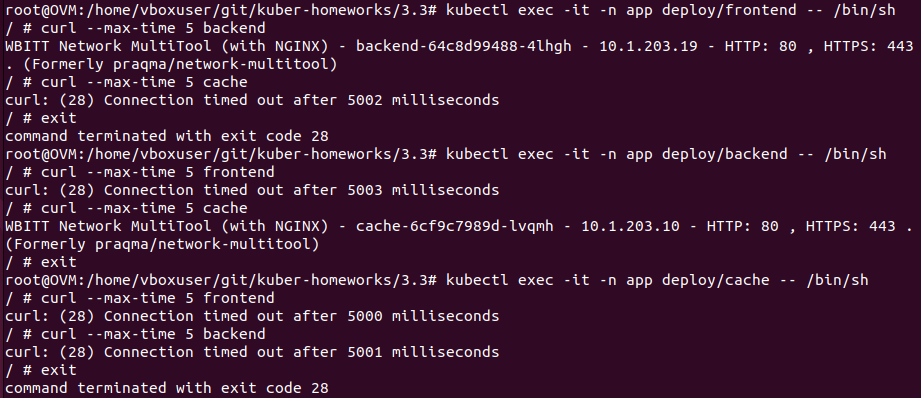 root@OVM:/home/vboxuser/git/kuber-homeworks/3.3# kubectl exec -it -n app deploy/frontend -- /bin/sh
/ # curl --max-time 5 backend
WBITT Network MultiTool (with NGINX) - backend-64c8d99488-4lhgh - 10.1.203.19 - HTTP: 80 , HTTPS: 443
. (Formerly praqma/network-multitool)
/ # curl --max-time 5 cache
curl: (28) Connection timed out after 5002 milliseconds
/ # exit
command terminated with exit code 28
root@OVM:/home/vboxuser/git/kuber-homeworks/3.3# kubectl exec -it -n app deploy/backend -- /bin/sh
/ # curl --max-time 5 frontend
curl: (28) Connection timed out after 5003 milliseconds
/ # curl --max-time 5 cache
WBITT Network MultiTool (with NGINX) - cache-6cf9c7989d-lvqmh - 10.1.203.10 - HTTP: 80 , HTTPS: 443 .
(Formerly praqma/network-multitool)
/ # exit
root@OVM:/home/vboxuser/git/kuber-homeworks/3.3# kubectl exec -it -n app deploy/cache -- /bin/sh
/ # curl --max-time 5 frontend
curl: (28) Connection timed out after 5000 milliseconds
/ # curl --max-time 5 backend
curl: (28) Connection timed out after 5001 milliseconds
/ # exit
command terminated with exit code 28